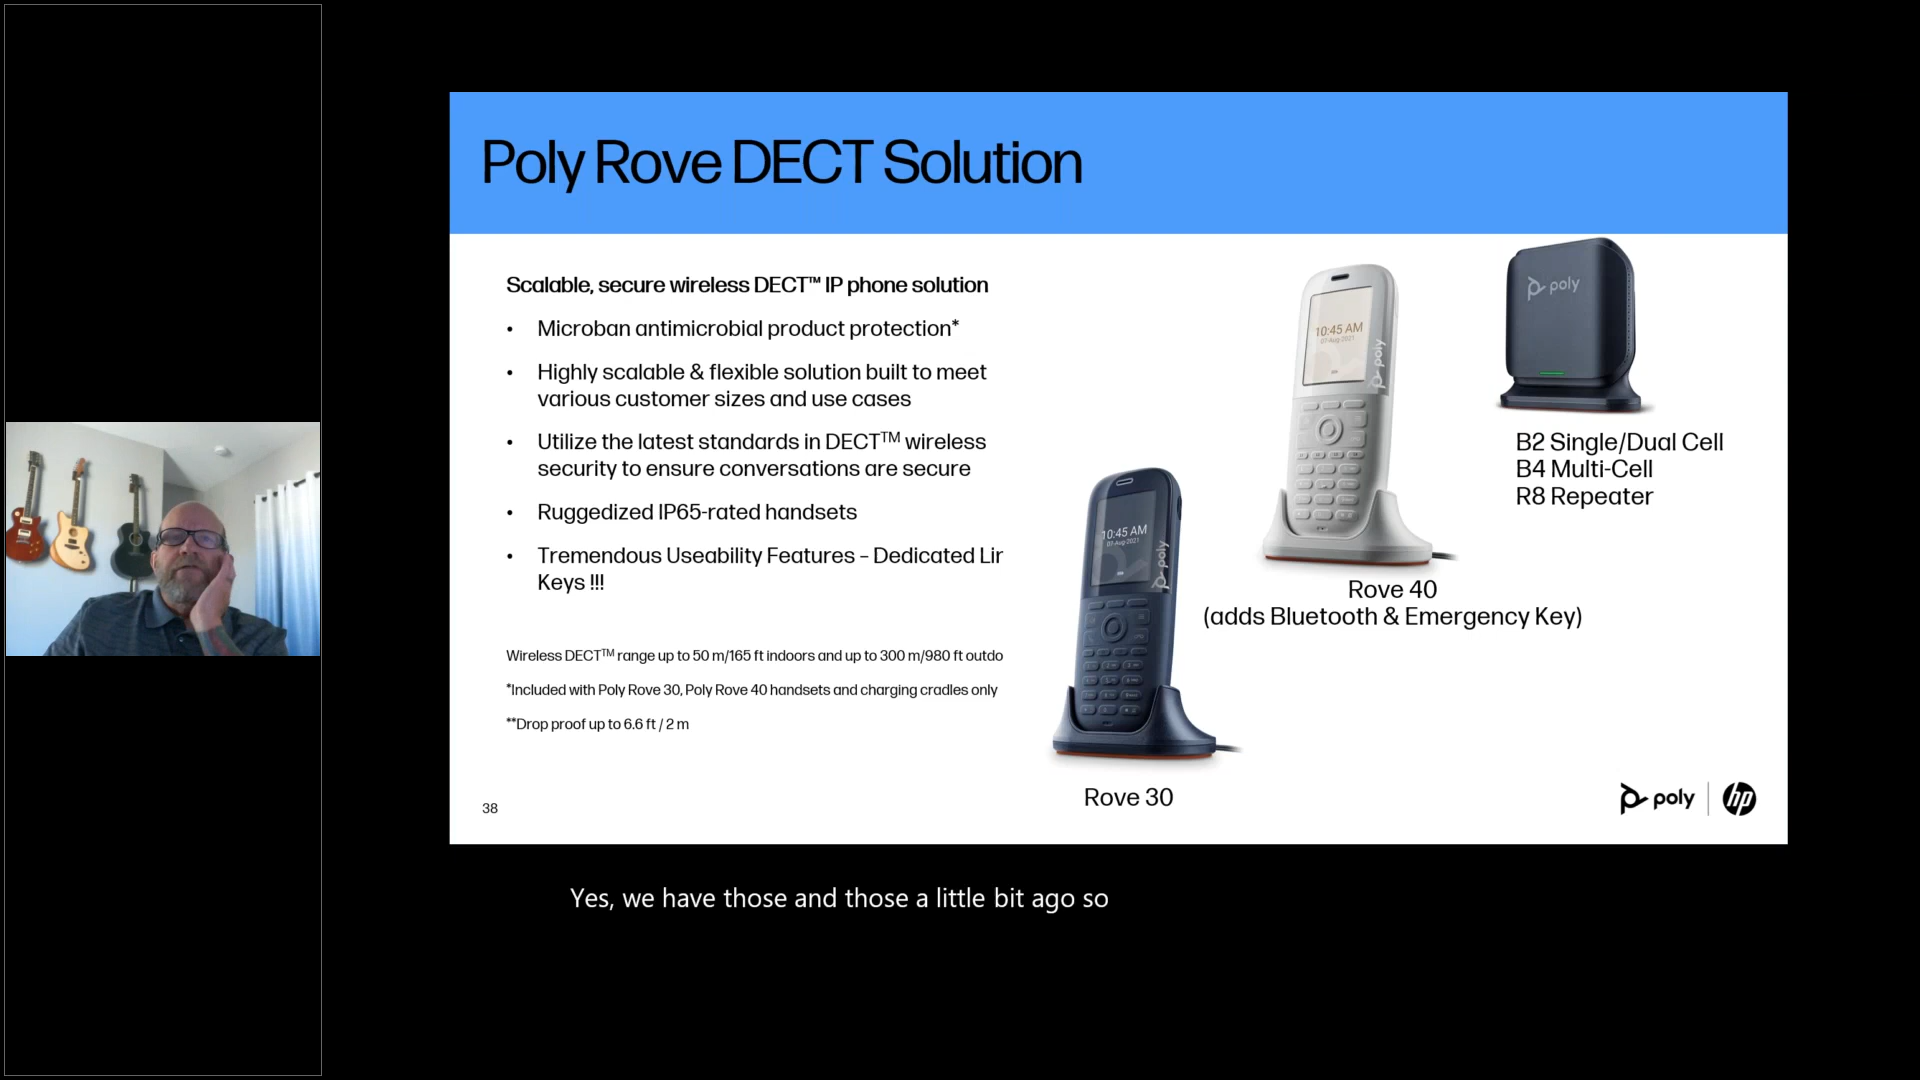 Poly Rove DECT Solution
Scalable, secure wireless DECT™ IP phone solution
• Microban antimicrobial product protection*
• Highly scalable & flexible solution built to meet
various customer sizes and use cases
• Utilize the latest standards in DECT™ wireless
security to ensure conversations are secure
• Ruggedized IP65-rated handsets
• Tremendous Useability Features – Dedicated Lir
Keys !!!
Wireless DECT™ range up to 50 m/165 ft indoors and up to 300 m/980 ft outdo
*Included with Poly Rove 30, Poly Rove 40 handsets and charging cradles only
**Drop proof up to 6.6 ft / 2 m
38
10:45 AM
07-Aug-2021
poly
Rove 30
10:45 AM
07-Aug-2021
poly
Rove 40
(adds Bluetooth & Emergency Key)
poly
B2 Single/Dual Cell
B4 Multi-Cell
R8 Repeater
poly
hp
Yes, we have those and those a little bit ago so